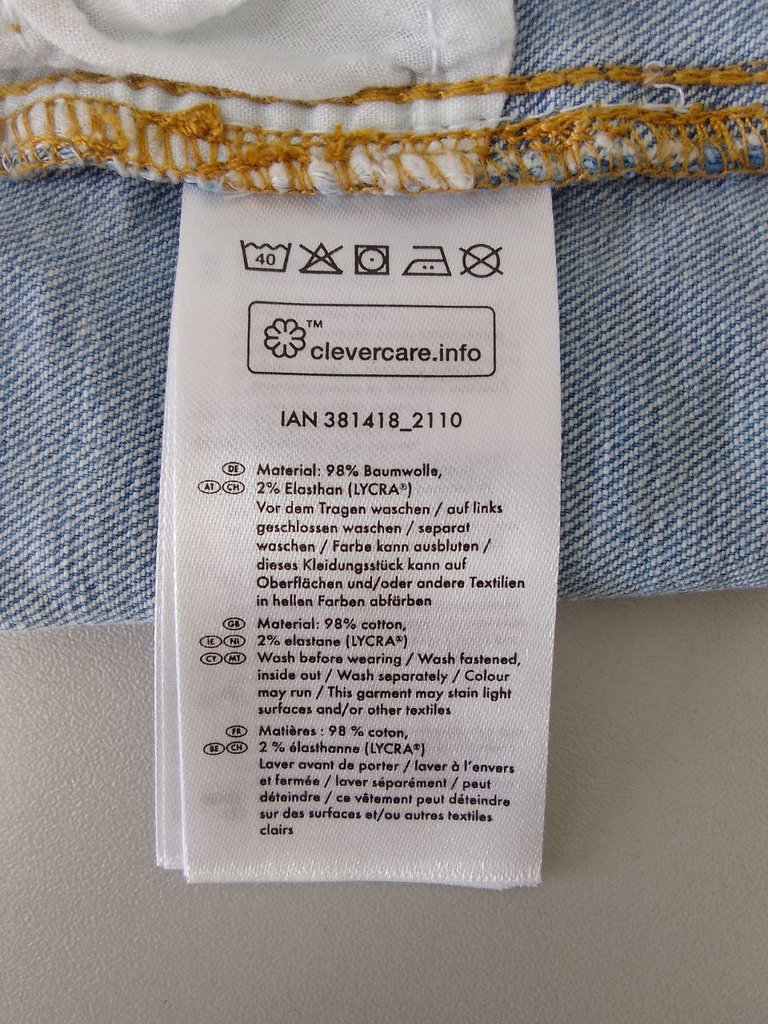 40
™
clevercare.info
IAN 381418_2110
DE Material: 98% Baumwolle,
AT CH 2% Elasthan (LYCRA®)
Vor dem Tragen waschen / auf links
geschlossen waschen / separat
waschen / Farbe kann ausbluten /
dieses Kleidungsstück kann auf
Oberflächen und/oder andere Textilien
in hellen Farben abfärben
GB Material: 98% cotton,
IE NI 2% elastane (LYCRA®)
CY MT Wash before wearing / Wash fastened,
inside out / Wash separately / Colour
may run / This garment may stain light
surfaces and/or other textiles
FR Matières : 98 % coton,
BE CH 2 % élasthanne (LYCRA®)
Laver avant de porter / laver à l'envers
et fermée / laver séparément / peut
déteindre / ce vêtement peut déteindre
sur des surfaces et/ou autres textiles
clairs